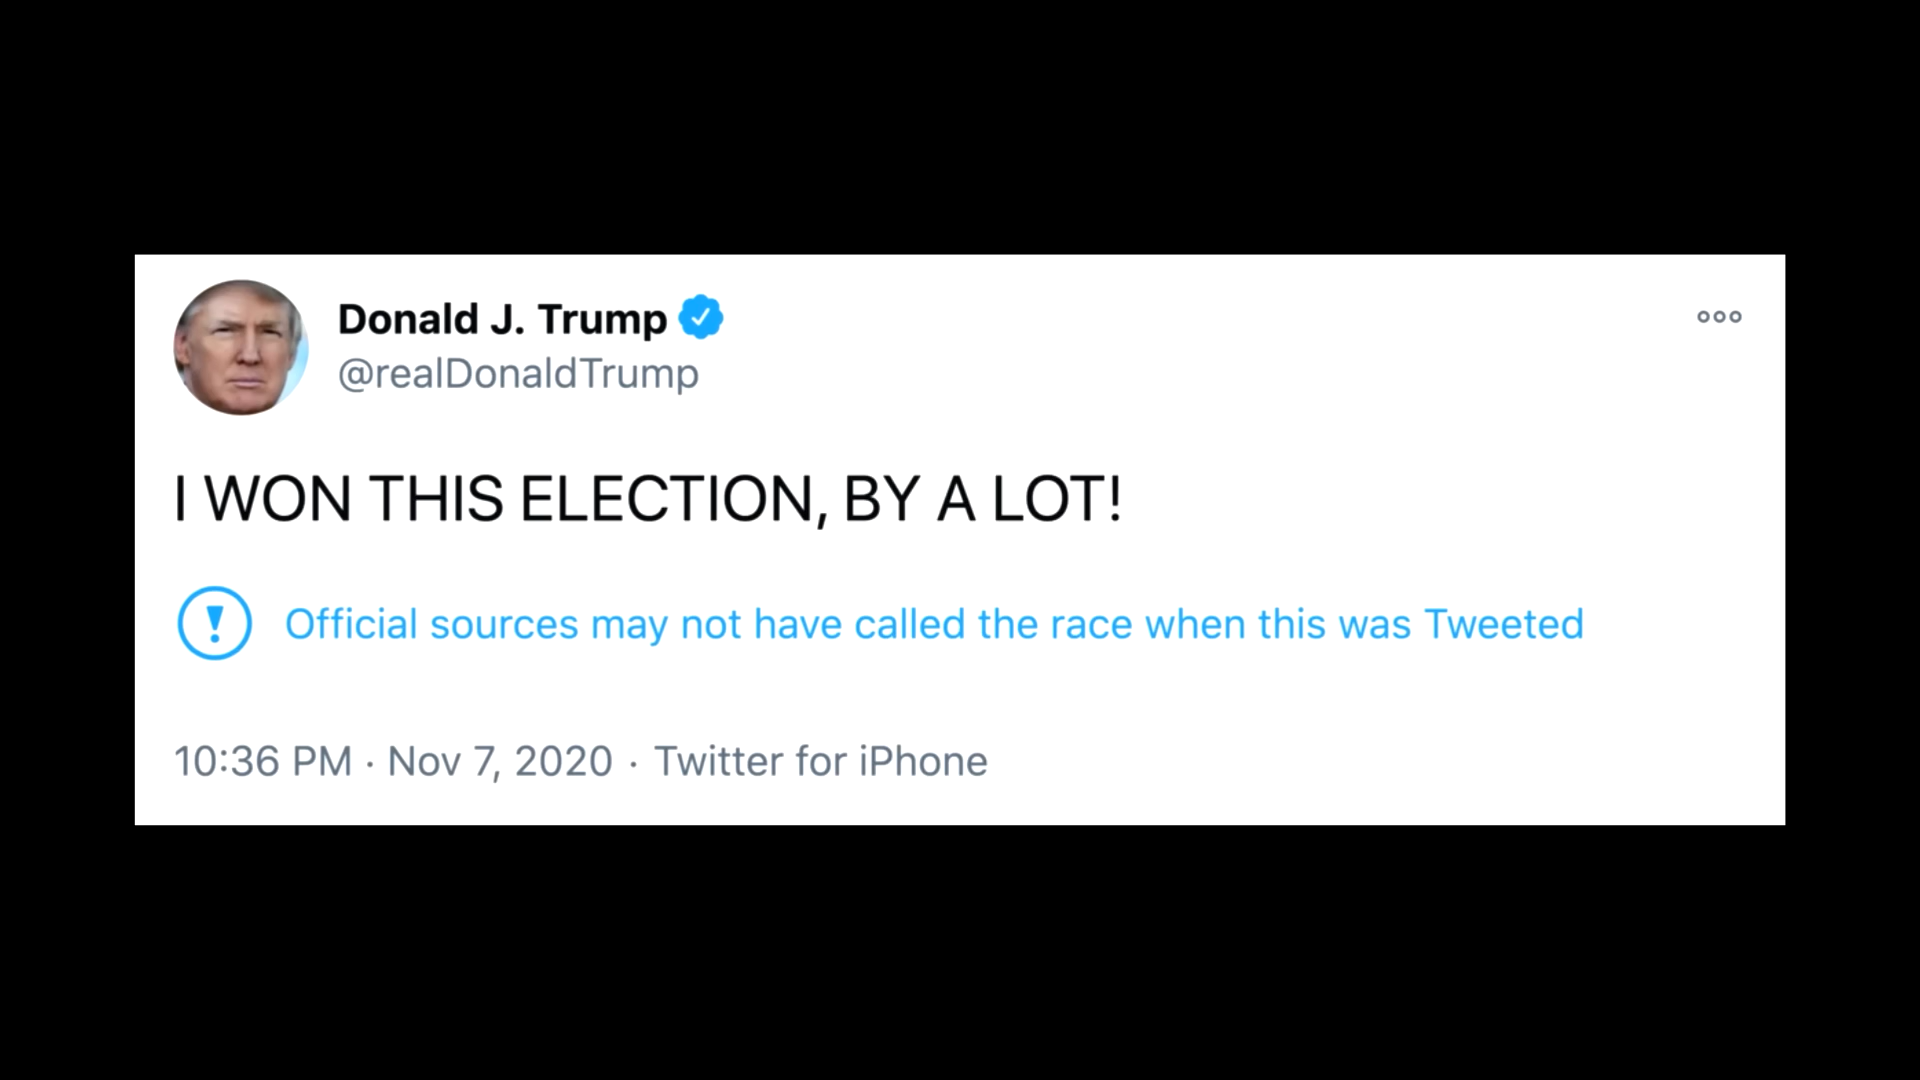 Donald J. Trump
@realDonaldTrump
I WON THIS ELECTION, BY A LOT!
Official sources may not have called the race when this was Tweeted
10:36 PM · Nov 7, 2020 · Twitter for iPhone